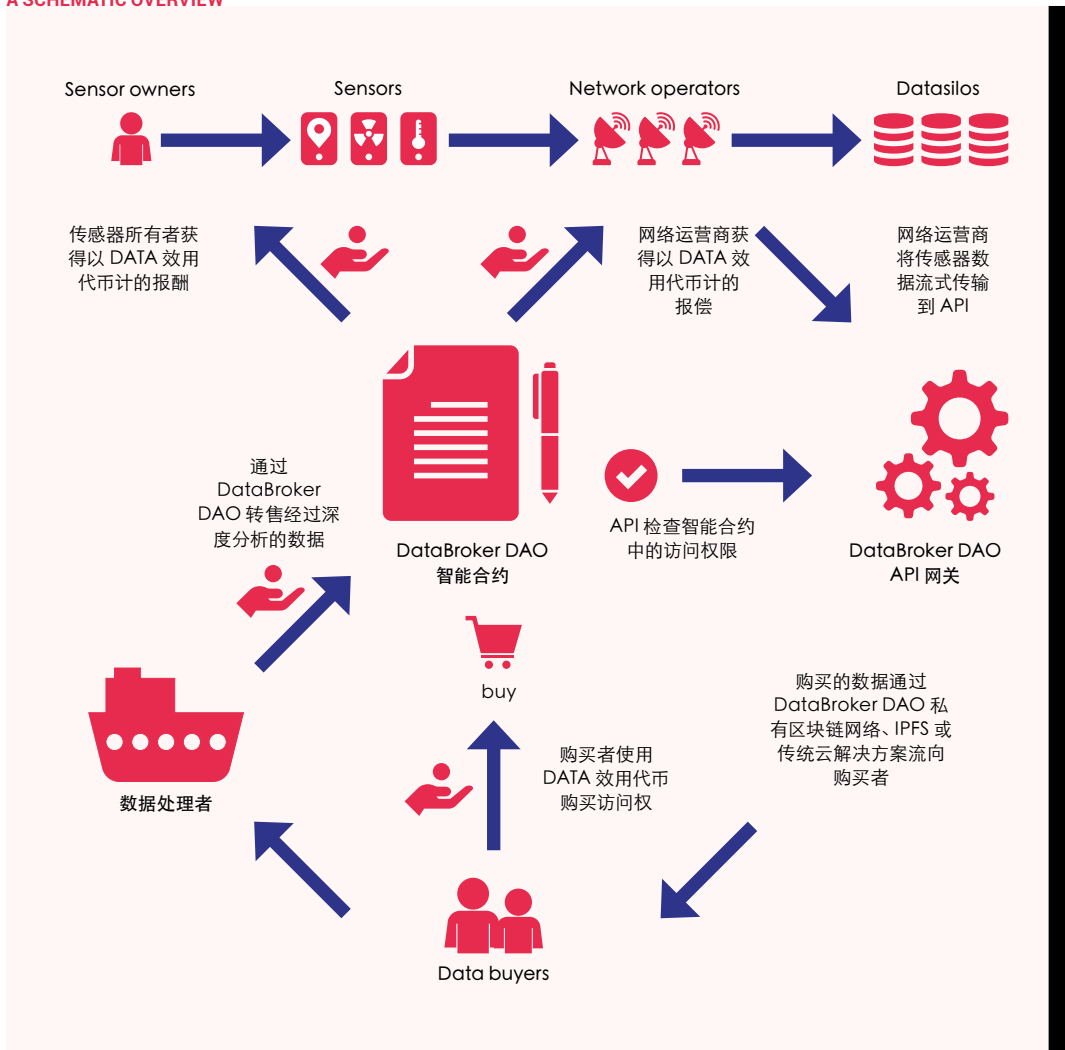 A SCHEMATIC OVERVIEW
Sensor owners
Sensors
Network operators
Datasilos
传感器所有者获
得以 DATA 效用
代币计的报酬
网络运营商获
得以 DATA 效
用代币计的
报偿
网络运营商
将传感器数
据流式传输
到 API
通过
DataBroker
DAO 转售经过深
度分析的数据
DataBroker DAO
智能合约
API 检查智能合约
中的访问权限
DataBroker DAO
API 网关
buy
购买的数据通过
DataBroker DAO 私
有区块链网络、IPFS 或
传统云解决方案流向
购买者
购买者使用
DATA 效用代币
购买访问权
数据处理者
Data buyers